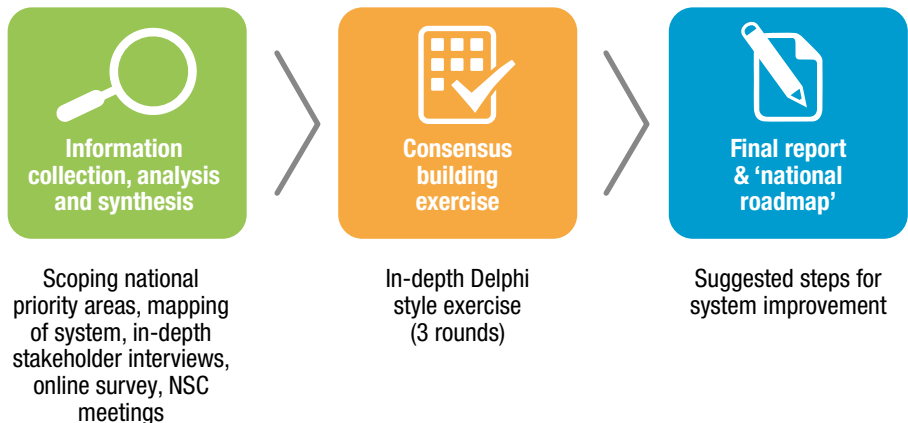 Information
collection, analysis
and synthesis
Scoping national
priority areas, mapping
of system, in-depth
stakeholder interviews,
online survey, NSC
meetings
Consensus
building
exercise
In-depth Delphi
style exercise
(3 rounds)
Final report
& ‘national
roadmap’
Suggested steps for
system improvement